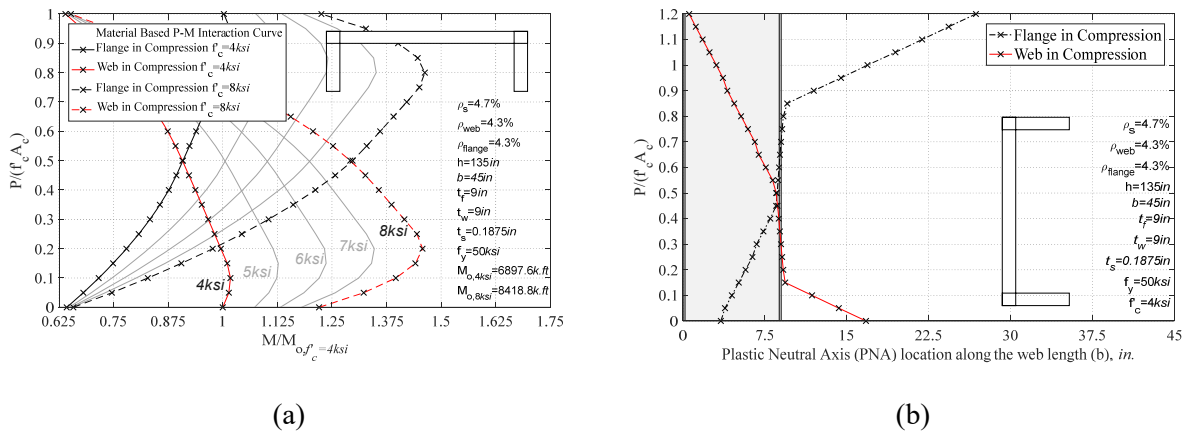 (a)
1
0.9
0.8
0.7
0.6
0.5
0.4
0.3
0.2
0.1
0
P/(f'cAc)
Material Based P-M Interaction Curve
Flange in Compression f'c=4ksi
Web in Compression f'c=4ksi
Flange in Compression f'c=8ksi
Web in Compression f'c=8ksi
ρs=4.7%
ρweb=4.3%
ρflange=4.3%
h=135in
b=45in
tf=9in
tw=9in
ts=0.1875in
fy=50ksi
Mo,4ksi=6897.6k.ft
Mo,8ksi=8418.8k.ft
4ksi
5ksi
6ksi
7ksi
8ksi
0.625 0.75 0.875 1 1.125 1.25 1.375 1.5 1.625 1.75
M/Mo,f'c=4ksi
(b)
1.2
1.1
1
0.9
0.8
0.7
0.6
0.5
0.4
0.3
0.2
0.1
0
P/(f'cAc)
Flange in Compression
Web in Compression
ρs=4.7%
ρweb=4.3%
ρflange=4.3%
h=135in
b=45in
tf=9in
tw=9in
ts=0.1875in
fy=50ksi
f'c=4ksi
0 7.5 15 22.5 30 37.5 45
Plastic Neutral Axis (PNA) location along the web length (b), in.
(a)
(b)